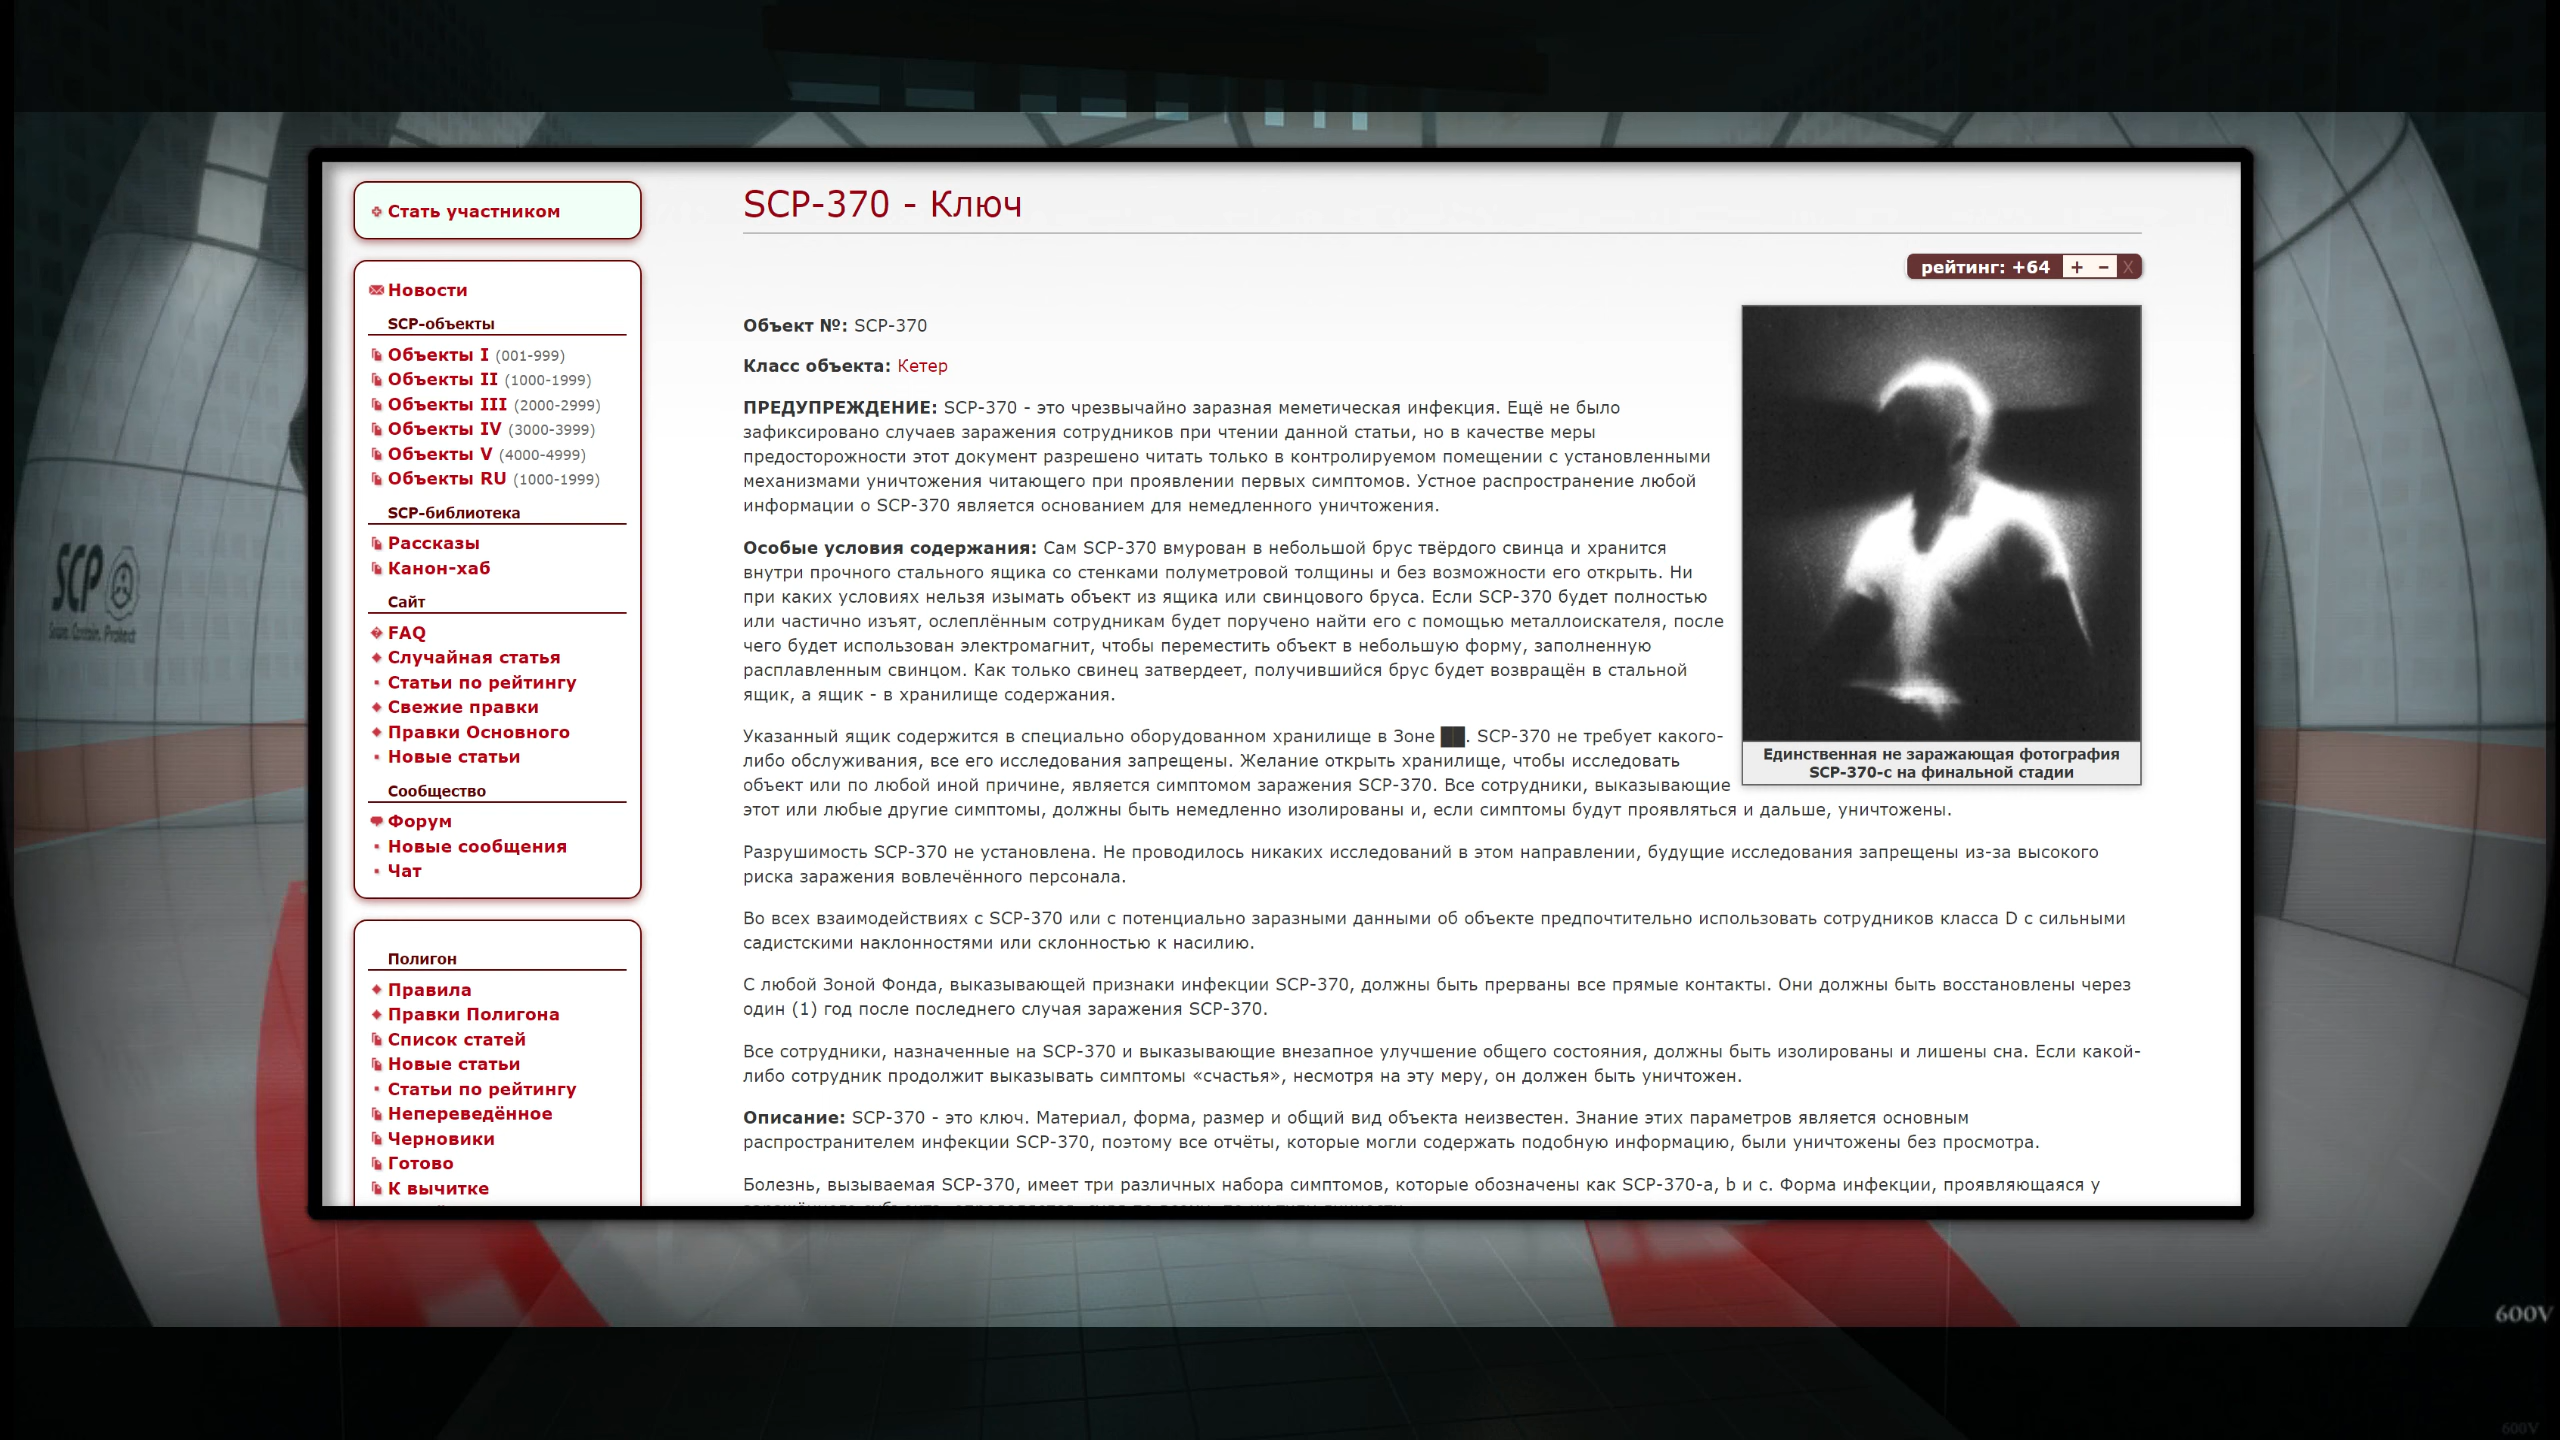 Стать участником
Новости
SCP-объекты
Объекты I (001-999)
Объекты II (1000-1999)
Объекты III (2000-2999)
Объекты IV (3000-3999)
Объекты V (4000-4999)
Объекты RU (1000-1999)
SCP-библиотека
Рассказы
Канон-хаб
Сайт
FAQ
Случайная статья
Статьи по рейтингу
Свежие правки
Правки Основного
Новые статьи
Сообщество
Форум
Новые сообщения
Чат
Полигон
Правила
Правки Полигона
Список статей
Новые статьи
Статьи по рейтингу
Непереведённое
Черновики
Готово
К вычитке
SCP-370 - Ключ
рейтинг: +64 + – X
Объект №: SCP-370
Класс объекта: Кетер
ПРЕДУПРЕЖДЕНИЕ: SCP-370 - это чрезвычайно заразная меметическая инфекция. Ещё не было
зафиксировано случаев заражения сотрудников при чтении данной статьи, но в качестве меры
предосторожности этот документ разрешено читать только в контролируемом помещении с установленными
механизмами уничтожения читающего при проявлении первых симптомов. Устное распространение любой
информации о SCP-370 является основанием для немедленного уничтожения.
Особые условия содержания: Сам SCP-370 вмурован в небольшой брус твёрдого свинца и хранится
внутри прочного стального ящика со стенками полуметровой толщины и без возможности его открыть. Ни
при каких условиях нельзя изымать объект из ящика или свинцового бруса. Если SCP-370 будет полностью
или частично изъят, ослеплённым сотрудникам будет поручено найти его с помощью металлоискателя, после
чего будет использован электромагнит, чтобы переместить объект в небольшую форму, заполненную
расплавленным свинцом. Как только свинец затвердеет, получившийся брус будет возвращён в стальной
ящик, а ящик - в хранилище содержания.
Указанный ящик содержится в специально оборудованном хранилище в Зоне ██. SCP-370 не требует какого-
либо обслуживания, все его исследования запрещены. Желание открыть хранилище, чтобы исследовать
объект или по любой иной причине, является симптомом заражения SCP-370. Все сотрудники, выказывающие
этот или любые другие симптомы, должны быть немедленно изолированы и, если симптомы будут проявляться и дальше, уничтожены.
Единственная не заражающая фотография
SCP-370-c на финальной стадии
Разрушимость SCP-370 не установлена. Не проводилось никаких исследований в этом направлении, будущие исследования запрещены из-за высокого
риска заражения вовлечённого персонала.
Во всех взаимодействиях с SCP-370 или с потенциально заразными данными об объекте предпочтительно использовать сотрудников класса D с сильными
садистскими наклонностями или склонностью к насилию.
С любой Зоной Фонда, выказывающей признаки инфекции SCP-370, должны быть прерваны все прямые контакты. Они должны быть восстановлены через
один (1) год после последнего случая заражения SCP-370.
Все сотрудники, назначенные на SCP-370 и выказывающие внезапное улучшение общего состояния, должны быть изолированы и лишены сна. Если какой-
либо сотрудник продолжит выказывать симптомы «счастья», несмотря на эту меру, он должен быть уничтожен.
Описание: SCP-370 - это ключ. Материал, форма, размер и общий вид объекта неизвестен. Знание этих параметров является основным
распространителем инфекции SCP-370, поэтому все отчёты, которые могли содержать подобную информацию, были уничтожены без просмотра.
Болезнь, вызываемая SCP-370, имеет три различных набора симптомов, которые обозначены как SCP-370-a, b и c. Форма инфекции, проявляющаяся у
SCP
Secure. Contain. Protect
600V
600V